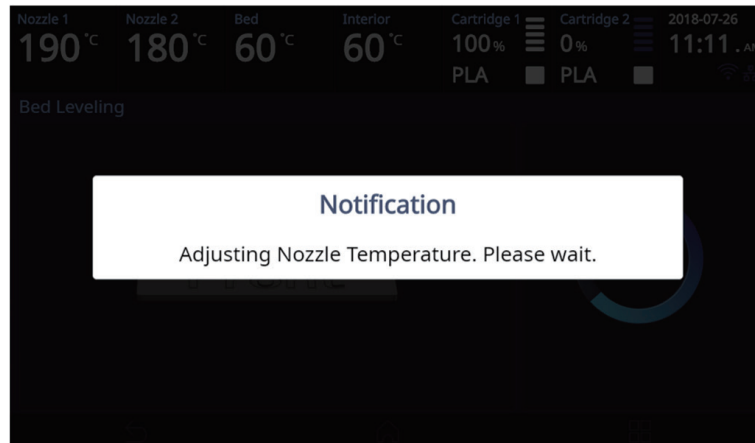 Nozzle 1
190 °C
Nozzle 2
180 °C
Bed
60 °C
Interior
60 °C
Cartridge 1
100 %
PLA
Cartridge 2
0 %
PLA
2018-07-26
11:11 . AM
Bed Leveling
Notification
Adjusting Nozzle Temperature. Please wait.